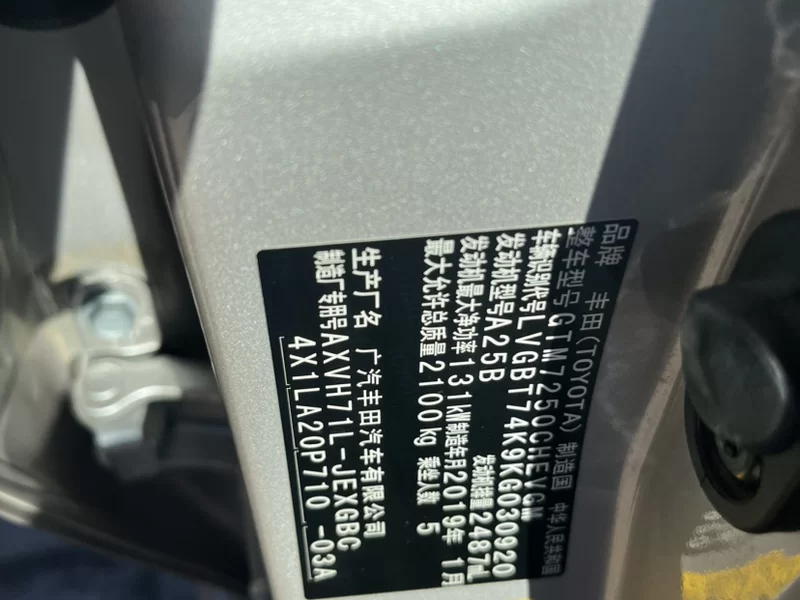 品牌 丰田(TOYOTA) 制造国 中华人民共和国
整车型号 GTM7250CHEVGM
车辆识别代号 LVGBT74K9KG030920
发动机型号 A25B 发动机排量 2487mL
发动机最大净功率 131kW 制造年月 2019年 1月
最大允许总质量 2100kg 乘坐人数 5
生产厂名 广汽丰田汽车有限公司
制造厂专用号 AXVH71L-JEXGBC
4X1LA20P710 -03A